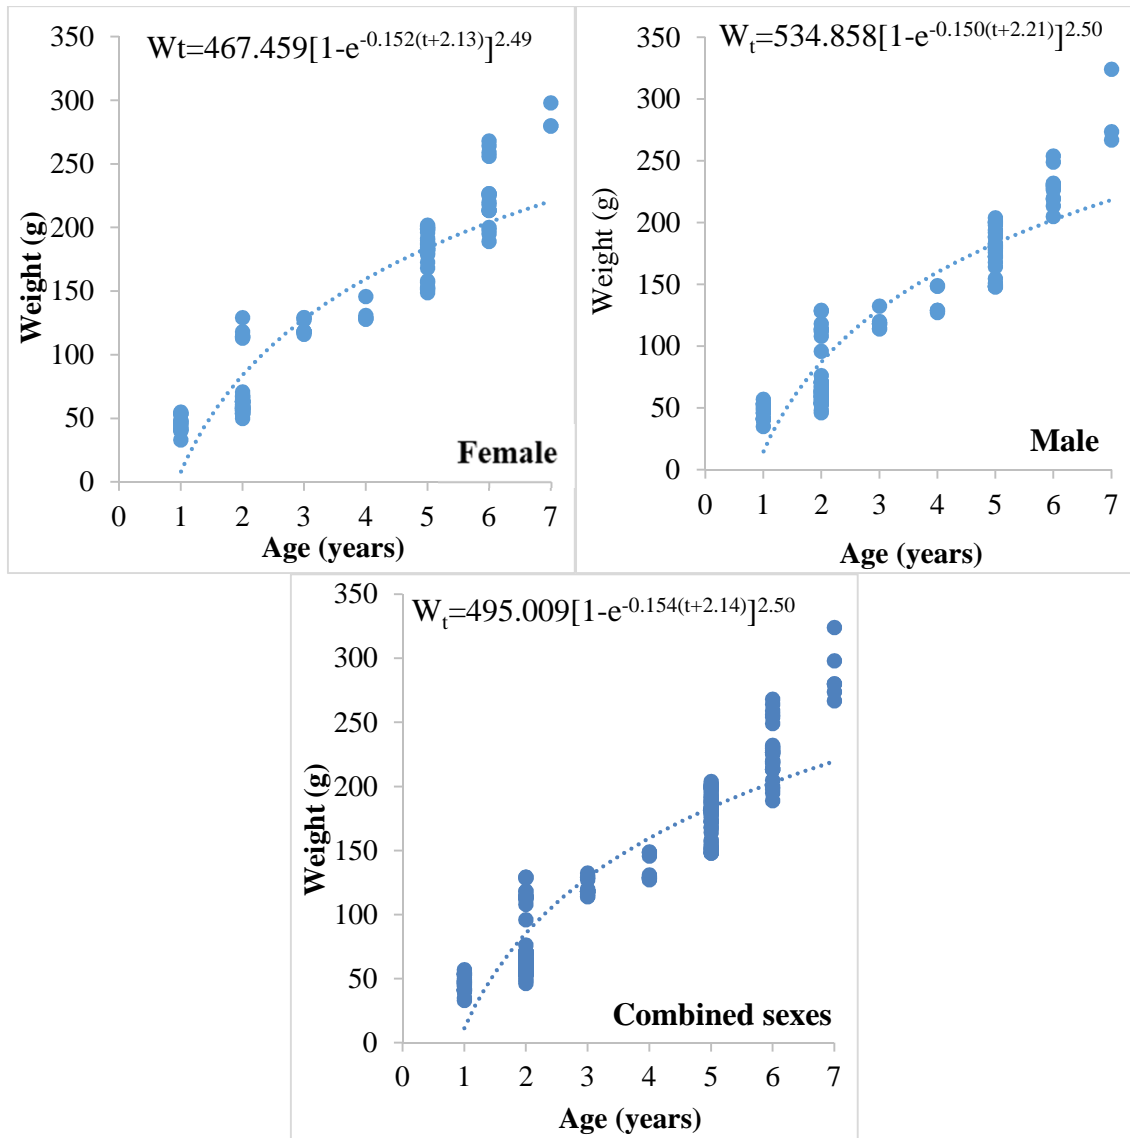 Wt=467.459[1-e^-0.152(t+2.13)]^2.49
350
300
250
200
150
100
50
0
Weight (g)
Female
0 1 2 3 4 5 6 7
Age (years)
W_t=534.858[1-e^-0.150(t+2.21)]^2.50
350
300
250
200
150
100
50
0
Weight (g)
Male
0 1 2 3 4 5 6 7
Age (years)
W_t=495.009[1-e^-0.154(t+2.14)]^2.50
350
300
250
200
150
100
50
0
Weight (g)
Combined sexes
0 1 2 3 4 5 6 7
Age (years)